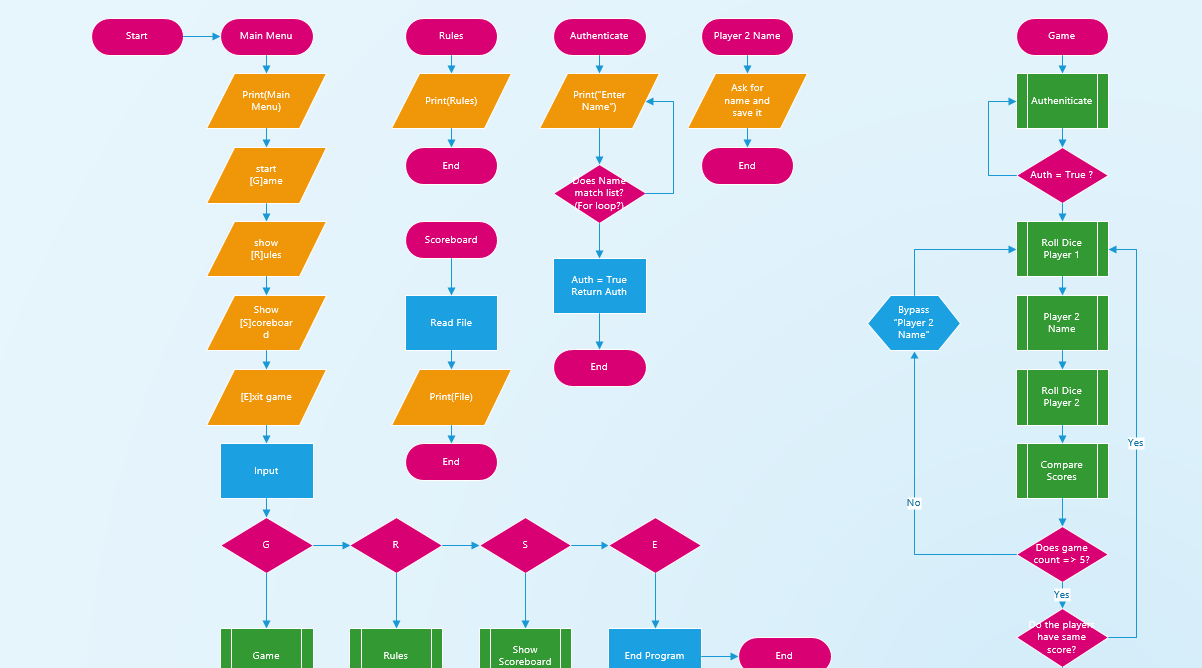 Start
Main Menu
Print(Main
Menu)
start
[G]ame
show
[R]ules
Show
[S]coreboar
d
[E]xit game
Input
G
R
S
E
Game
Rules
Show
Scoreboard
End Program
End
Rules
Print(Rules)
End
Scoreboard
Read File
Print(File)
End
Authenticate
Print("Enter
Name")
Does Name
match list?
(For loop?)
Auth = True
Return Auth
End
Player 2 Name
Ask for
name and
save it
End
Game
Autheniticate
Auth = True ?
Roll Dice
Player 1
Player 2
Name
Roll Dice
Player 2
Compare
Scores
Does game
count => 5?
Yes
Do the players
have same
score?
Yes
No
Bypass
"Player 2
Name"